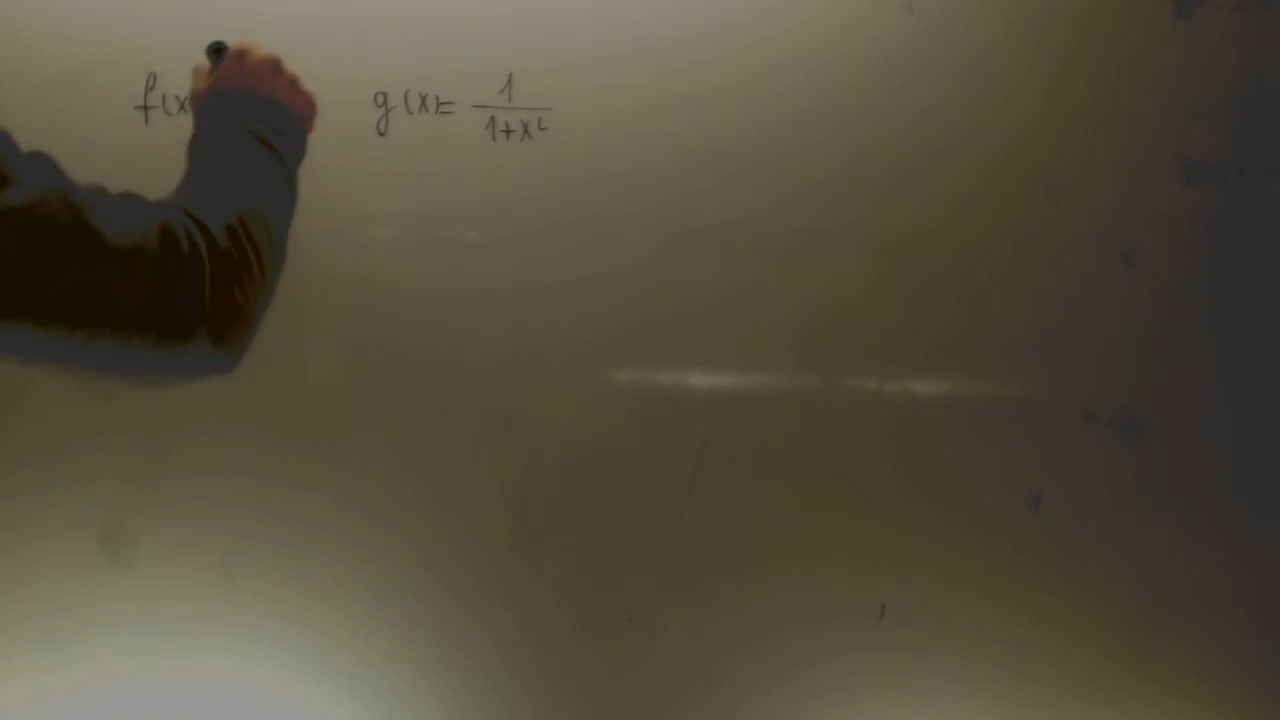 f(x g(x)= 1/(1+x²)